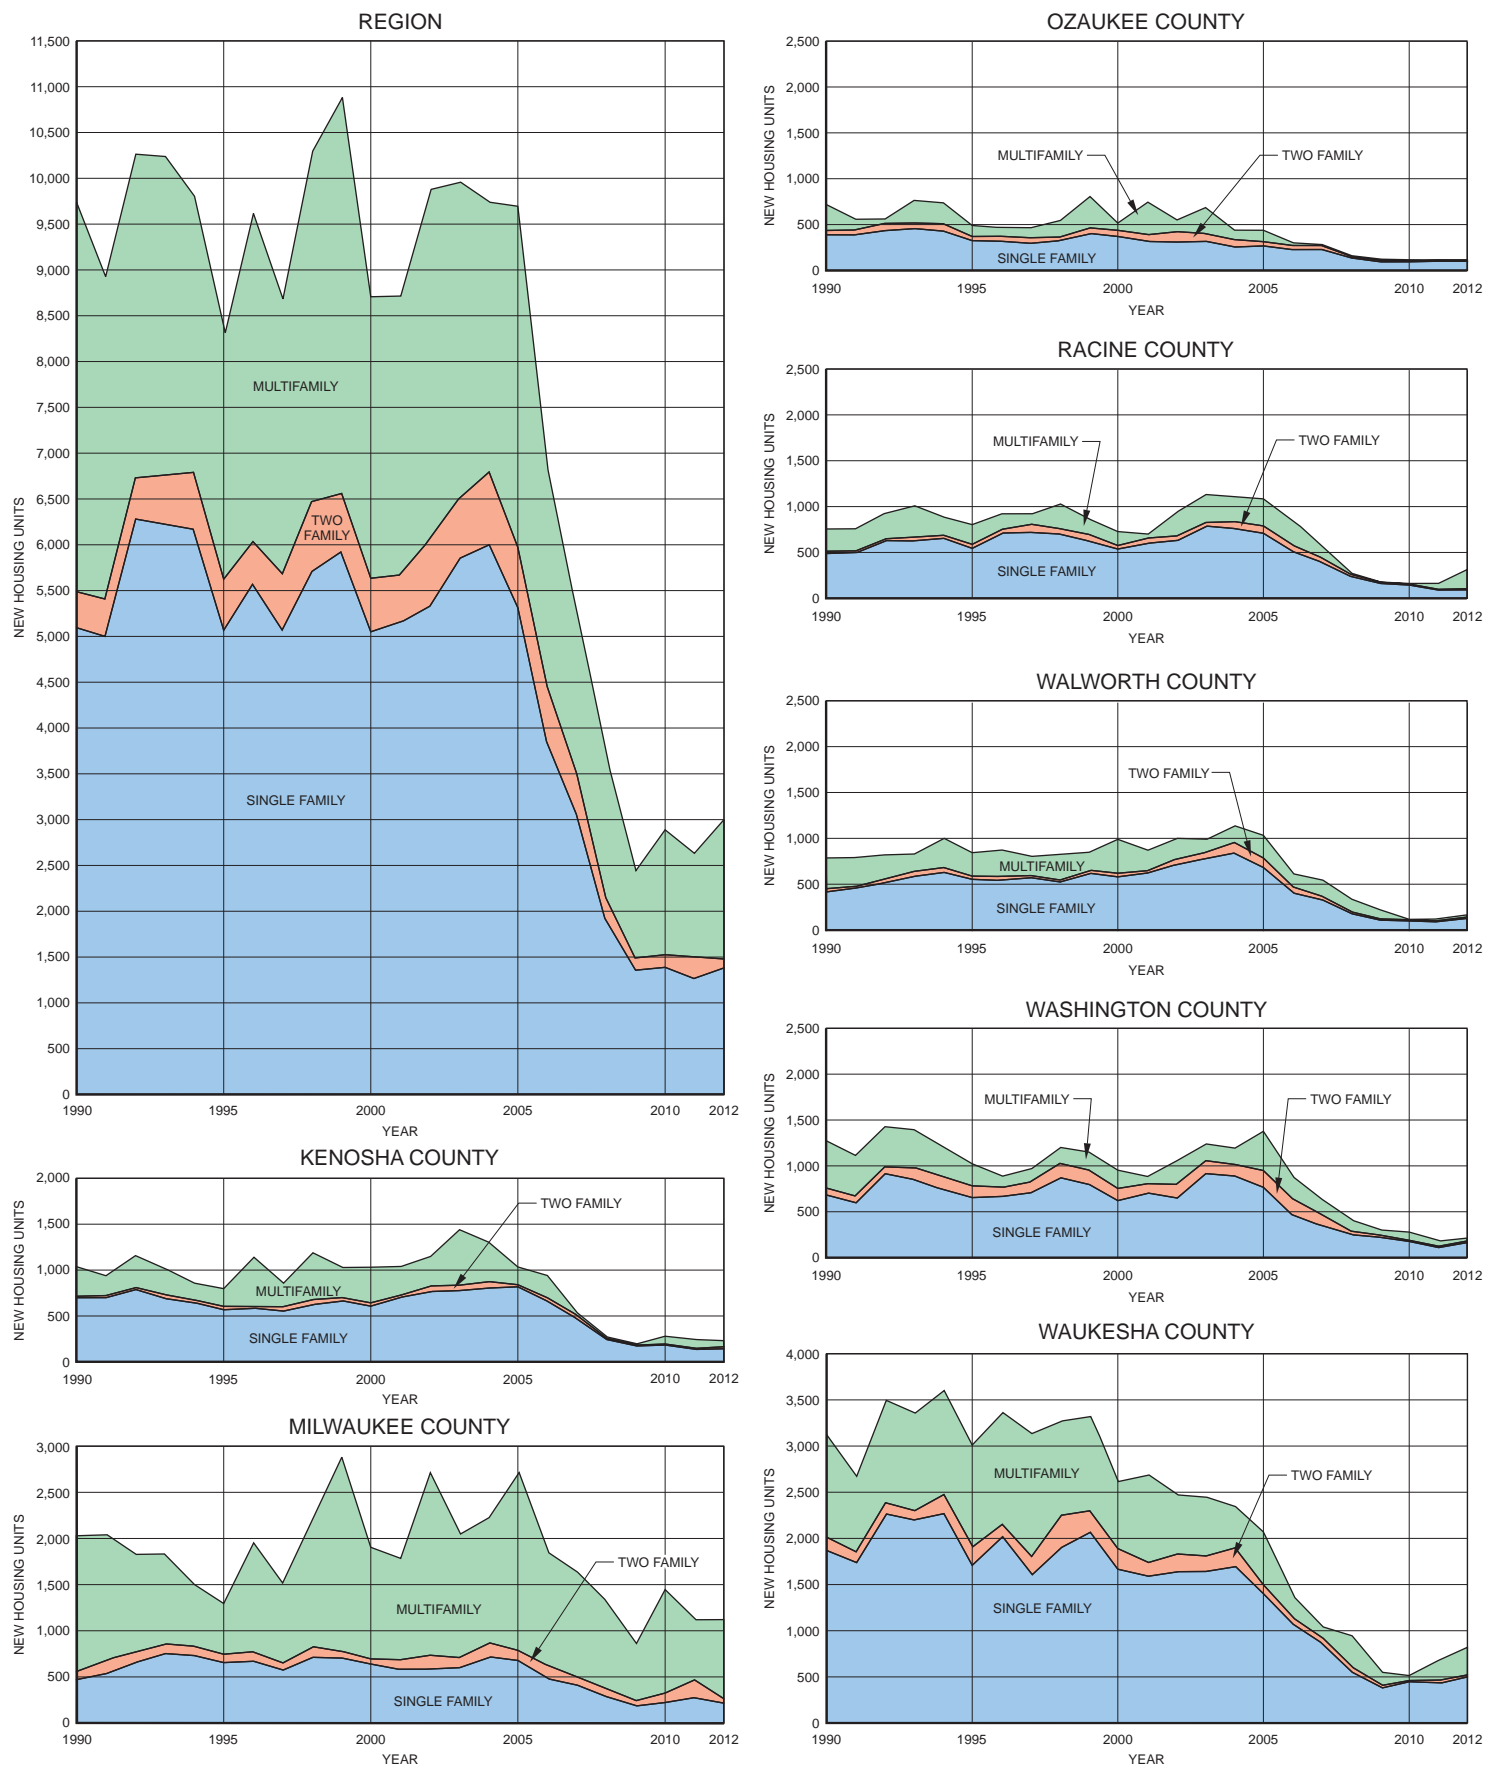 REGION
11,500
11,000
10,500
10,000
9,500
9,000
8,500
8,000
7,500
7,000
6,500
6,000
5,500
5,000
4,500
4,000
3,500
3,000
2,500
2,000
1,500
1,000
500
0
NEW HOUSING UNITS
MULTIFAMILY
TWO
FAMILY
SINGLE FAMILY
1990 1995 2000 2005 2010 2012
YEAR
KENOSHA COUNTY
2,000
1,500
1,000
500
0
NEW HOUSING UNITS
TWO FAMILY
MULTIFAMILY
SINGLE FAMILY
1990 1995 2000 2005 2010 2012
YEAR
MILWAUKEE COUNTY
3,000
2,500
2,000
1,500
1,000
500
0
NEW HOUSING UNITS
TWO FAMILY
MULTIFAMILY
SINGLE FAMILY
1990 1995 2000 2005 2010 2012
YEAR
OZAUKEE COUNTY
2,500
2,000
1,500
1,000
500
0
NEW HOUSING UNITS
MULTIFAMILY TWO FAMILY
SINGLE FAMILY
1990 1995 2000 2005 2010 2012
YEAR
RACINE COUNTY
2,500
2,000
1,500
1,000
500
0
NEW HOUSING UNITS
MULTIFAMILY TWO FAMILY
SINGLE FAMILY
1990 1995 2000 2005 2010 2012
YEAR
WALWORTH COUNTY
2,500
2,000
1,500
1,000
500
0
NEW HOUSING UNITS
TWO FAMILY
MULTIFAMILY
SINGLE FAMILY
1990 1995 2000 2005 2010 2012
YEAR
WASHINGTON COUNTY
2,500
2,000
1,500
1,000
500
0
NEW HOUSING UNITS
MULTIFAMILY TWO FAMILY
SINGLE FAMILY
1990 1995 2000 2005 2010 2012
YEAR
WAUKESHA COUNTY
4,000
3,500
3,000
2,500
2,000
1,500
1,000
500
0
NEW HOUSING UNITS
MULTIFAMILY TWO FAMILY
SINGLE FAMILY
1990 1995 2000 2005 2010 2012
YEAR